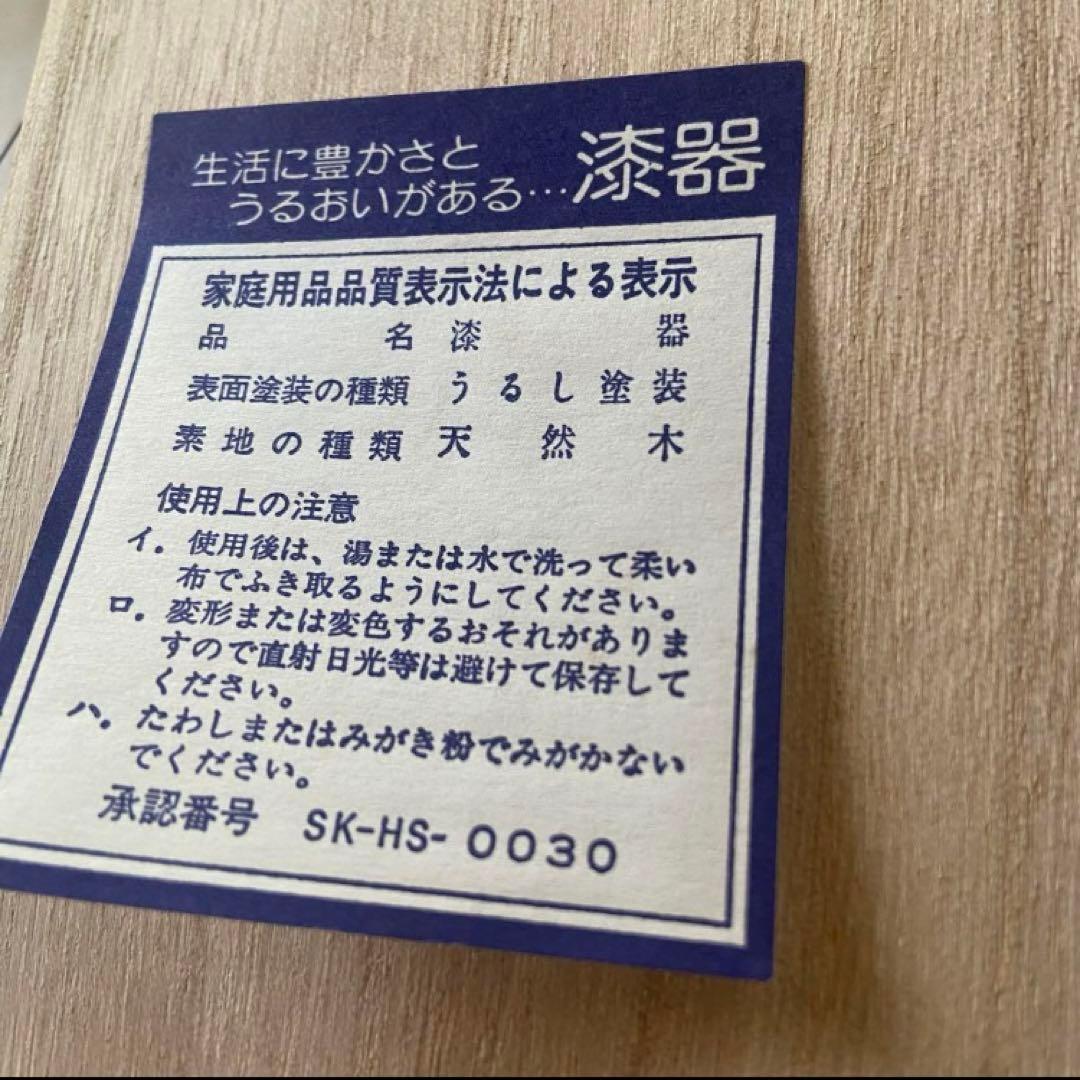 生活に豊かさと
うるおいがある…漆器
家庭用品品質表示法による表示
品名 漆器
表面塗装の種類 うるし塗装
素地の種類 天然木
使用上の注意
イ. 使用後は、湯または水で洗って柔い
布でふき取るようにしてください。
ロ. 変形または変色するおそれがありま
すので直射日光等は避けて保存して
ください。
ハ. たわしまたはみがき粉でみがかない
でください。
承認番号 SK-HS-0030